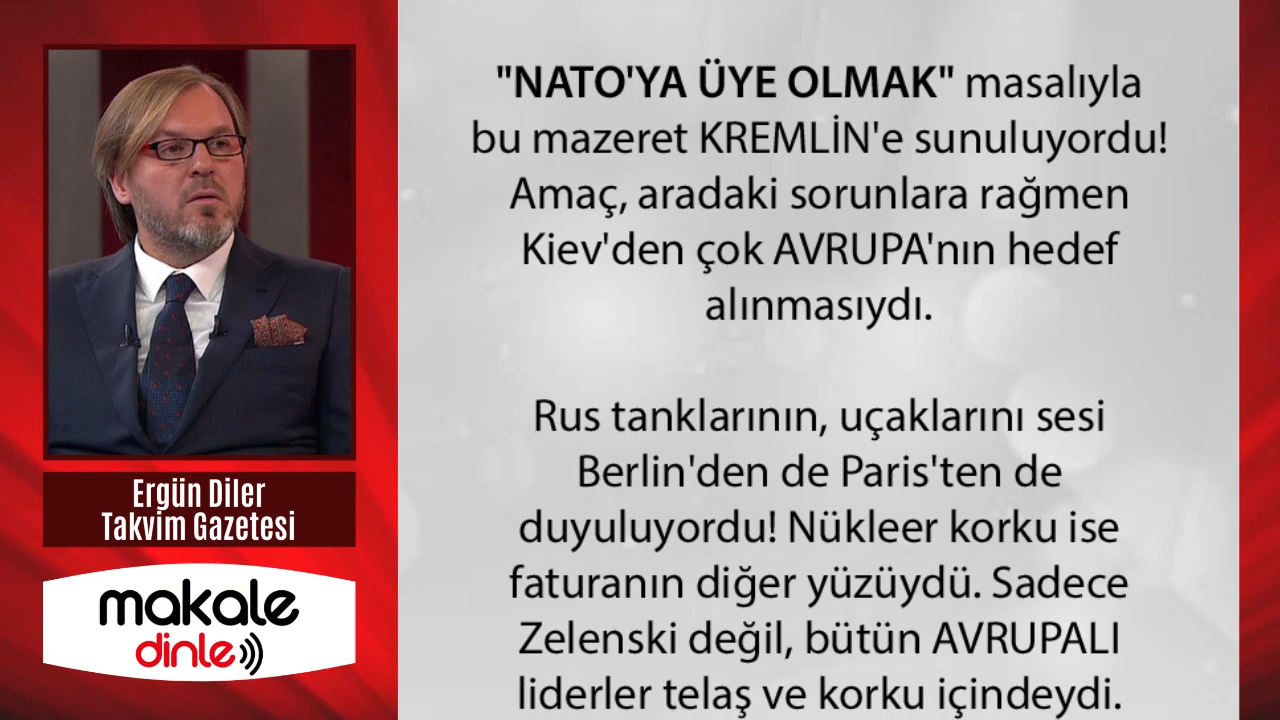 "NATO'YA ÜYE OLMAK" masalıyla
bu mazeret KREMLİN'e sunuluyordu!
Amaç, aradaki sorunlara rağmen
Kiev'den çok AVRUPA'nın hedef
alınmasıydı.
Rus tanklarının, uçaklarını sesi
Berlin'den de Paris'ten de
duyuluyordu! Nükleer korku ise
faturanın diğer yüzüydü. Sadece
Zelenski değil, bütün AVRUPALI
liderler telaş ve korku içindeydi.
Ergün Diler
Takvim Gazetesi
makale
dinle